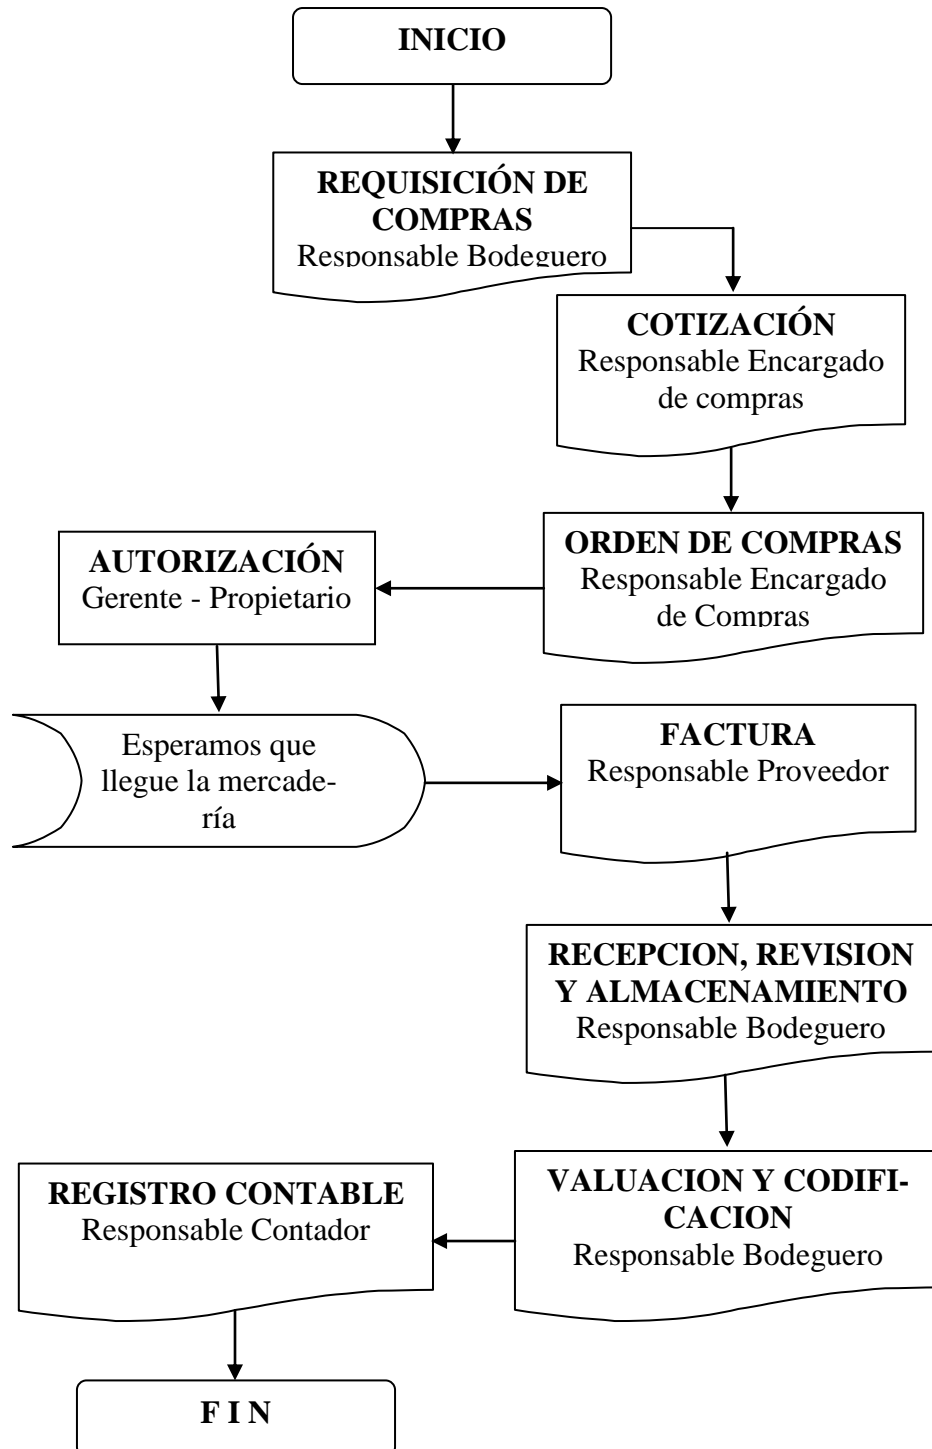 INICIO
REQUISICIÓN DE
COMPRAS
Responsable Bodeguero
COTIZACIÓN
Responsable Encargado
de compras
ORDEN DE COMPRAS
Responsable Encargado
de Compras
AUTORIZACIÓN
Gerente - Propietario
Esperamos que
llegue la mercade-
ría
FACTURA
Responsable Proveedor
RECEPCION, REVISION
Y ALMACENAMIENTO
Responsable Bodeguero
VALUACION Y CODIFI-
CACION
Responsable Bodeguero
REGISTRO CONTABLE
Responsable Contador
F I N